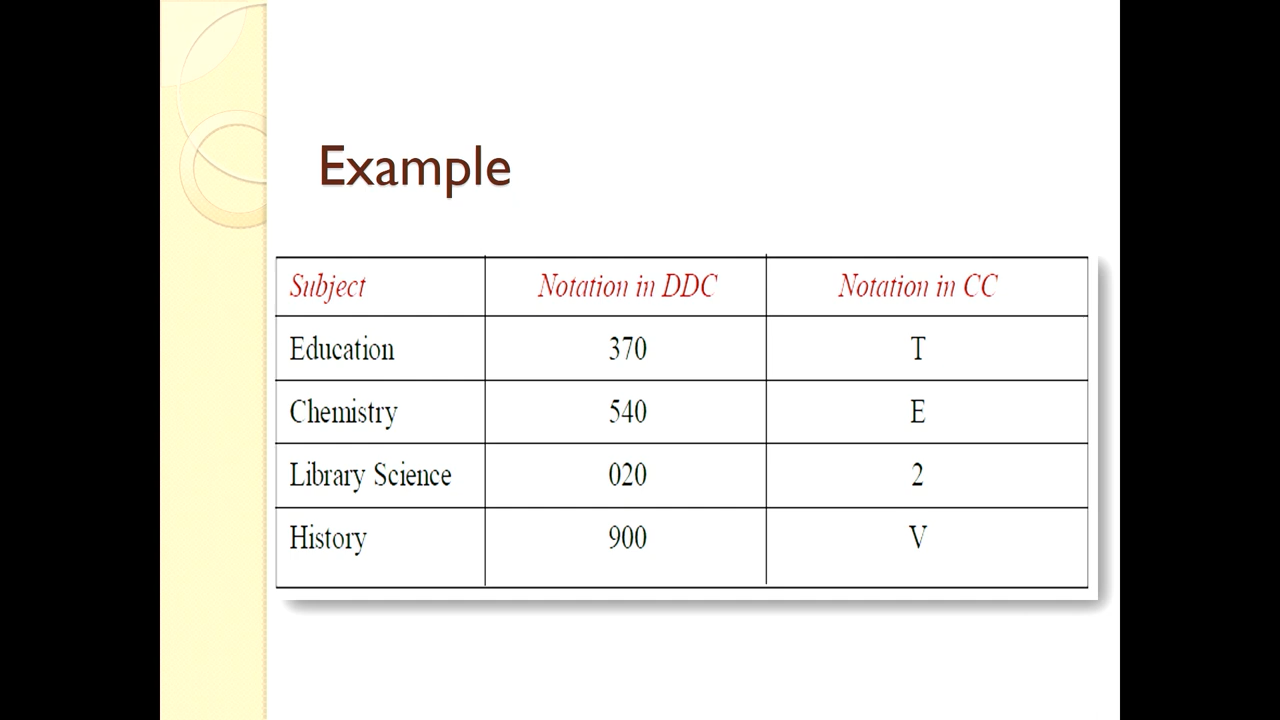 Example
Subject Notation in DDC Notation in CC
Education 370 T
Chemistry 540 E
Library Science 020 2
History 900 V